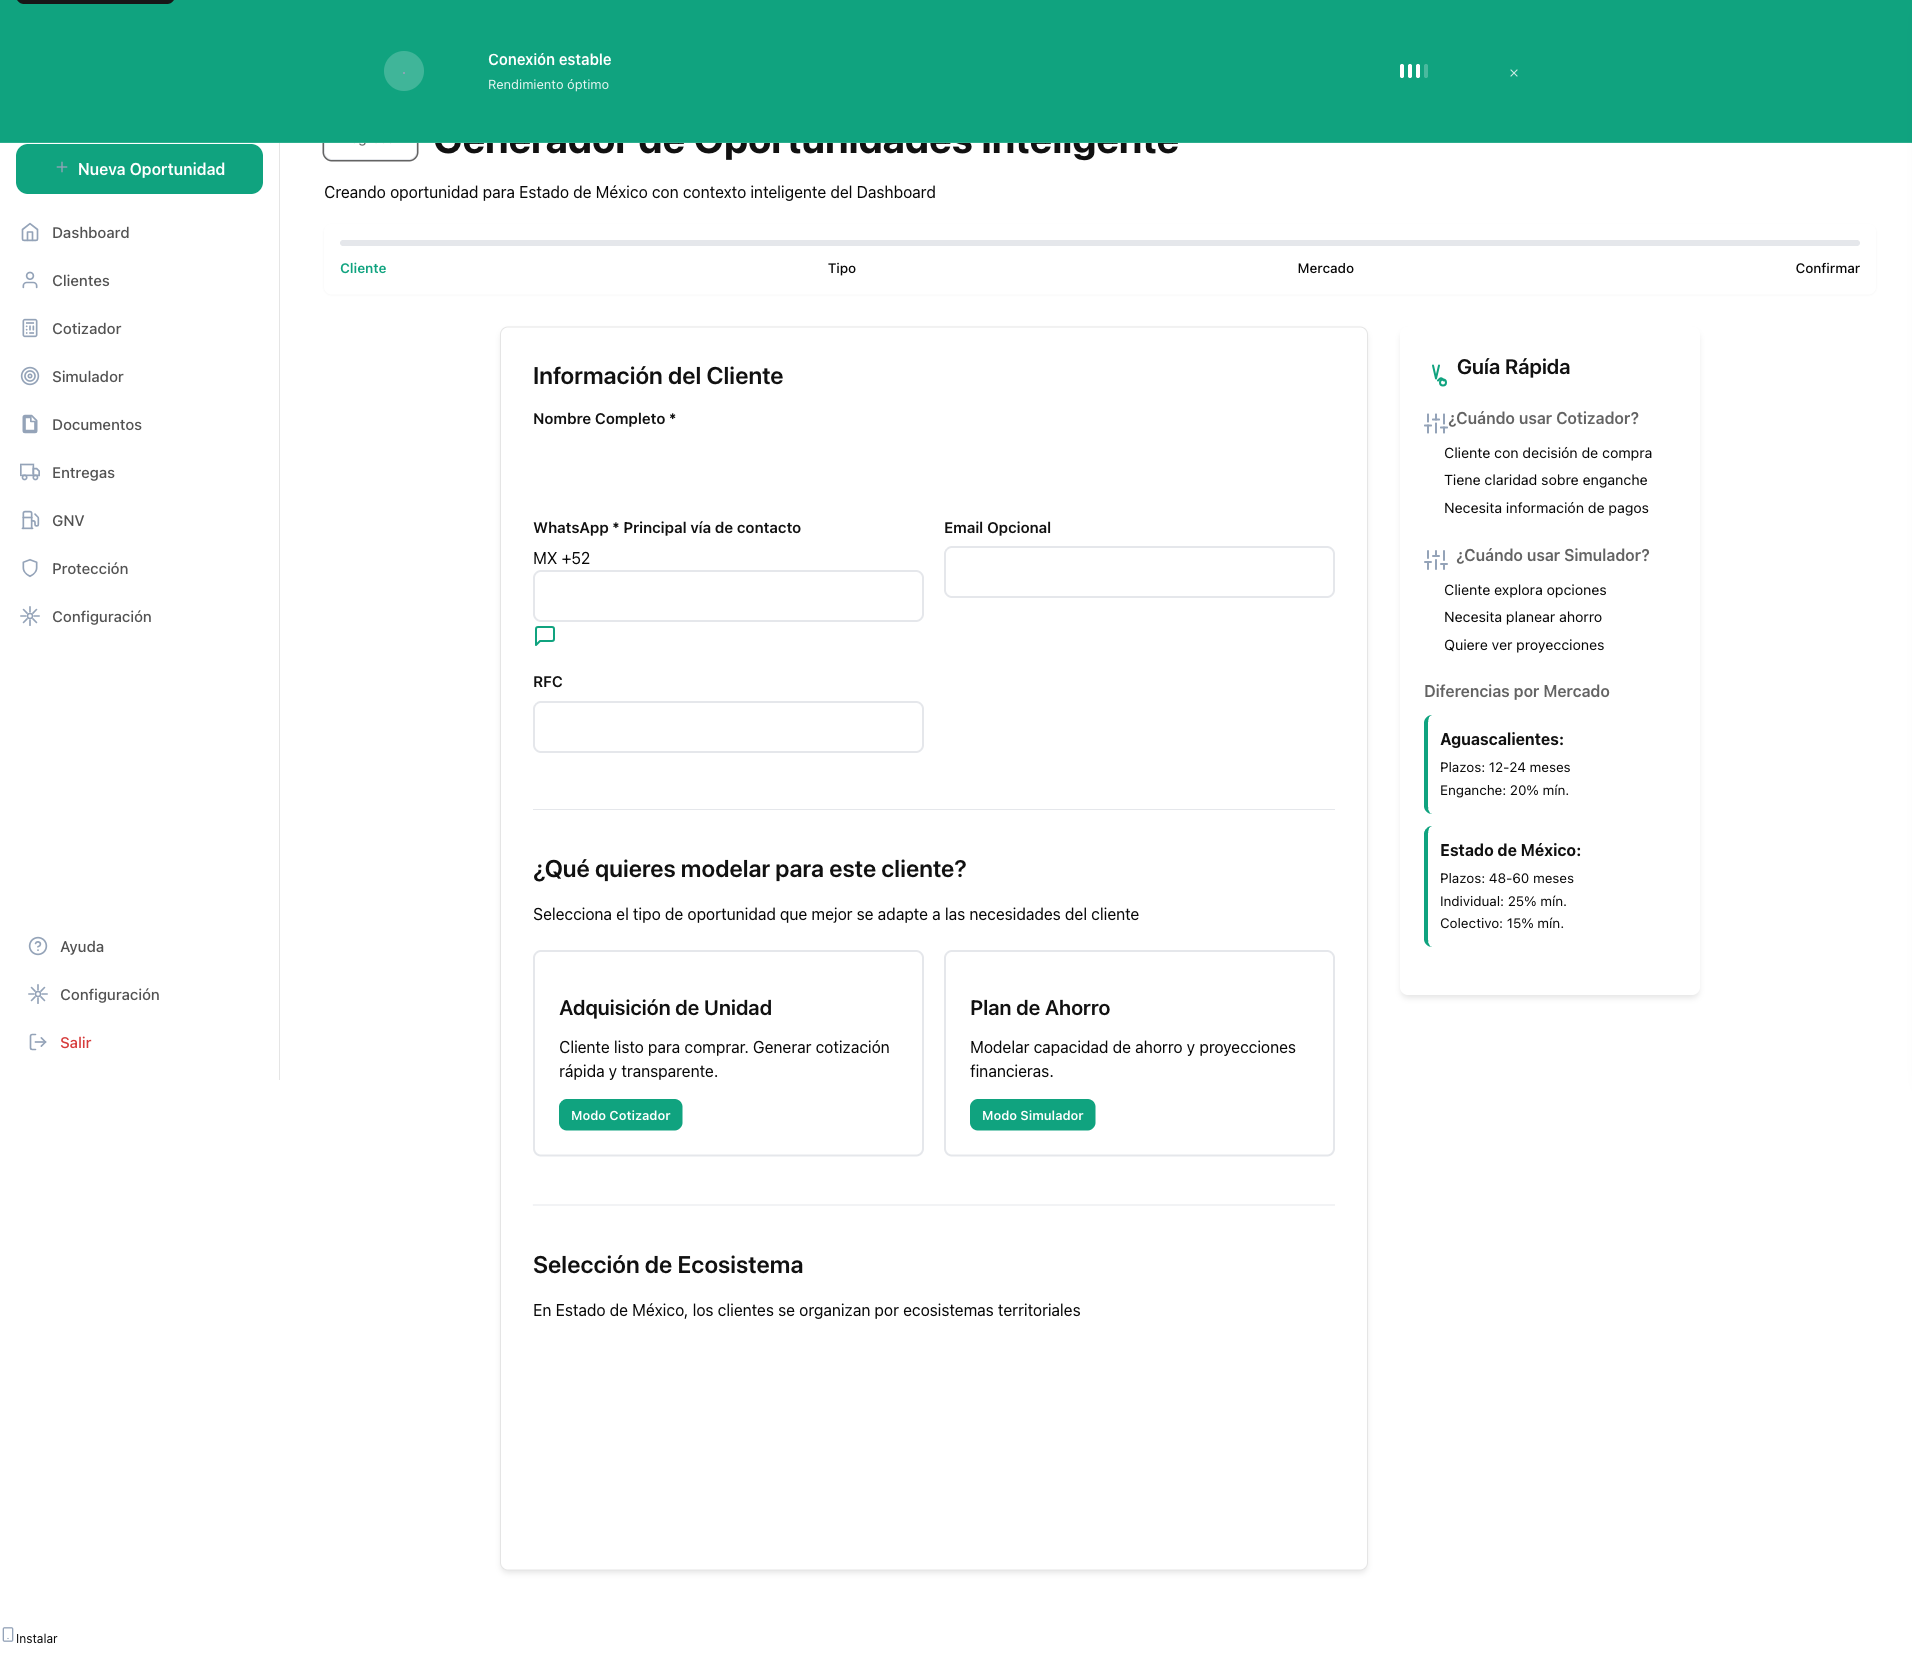 Conexión estable
Rendimiento óptimo
×
Nueva Oportunidad
Dashboard
Clientes
Cotizador
Simulador
Documentos
Entregas
GNV
Protección
Configuración
Ayuda
Configuración
Salir
Generador de Oportunidades Inteligente
Creando oportunidad para Estado de México con contexto inteligente del Dashboard
Cliente
Tipo
Mercado
Confirmar
Información del Cliente
Nombre Completo *
WhatsApp * Principal vía de contacto
MX +52
Email Opcional
RFC
¿Qué quieres modelar para este cliente?
Selecciona el tipo de oportunidad que mejor se adapte a las necesidades del cliente
Adquisición de Unidad
Cliente listo para comprar. Generar cotización
rápida y transparente.
Modo Cotizador
Plan de Ahorro
Modelar capacidad de ahorro y proyecciones
financieras.
Modo Simulador
Selección de Ecosistema
En Estado de México, los clientes se organizan por ecosistemas territoriales
Guía Rápida
¿Cuándo usar Cotizador?
Cliente con decisión de compra
Tiene claridad sobre enganche
Necesita información de pagos
¿Cuándo usar Simulador?
Cliente explora opciones
Necesita planear ahorro
Quiere ver proyecciones
Diferencias por Mercado
Aguascalientes:
Plazos: 12-24 meses
Enganche: 20% mín.
Estado de México:
Plazos: 48-60 meses
Individual: 25% mín.
Colectivo: 15% mín.
Instalar